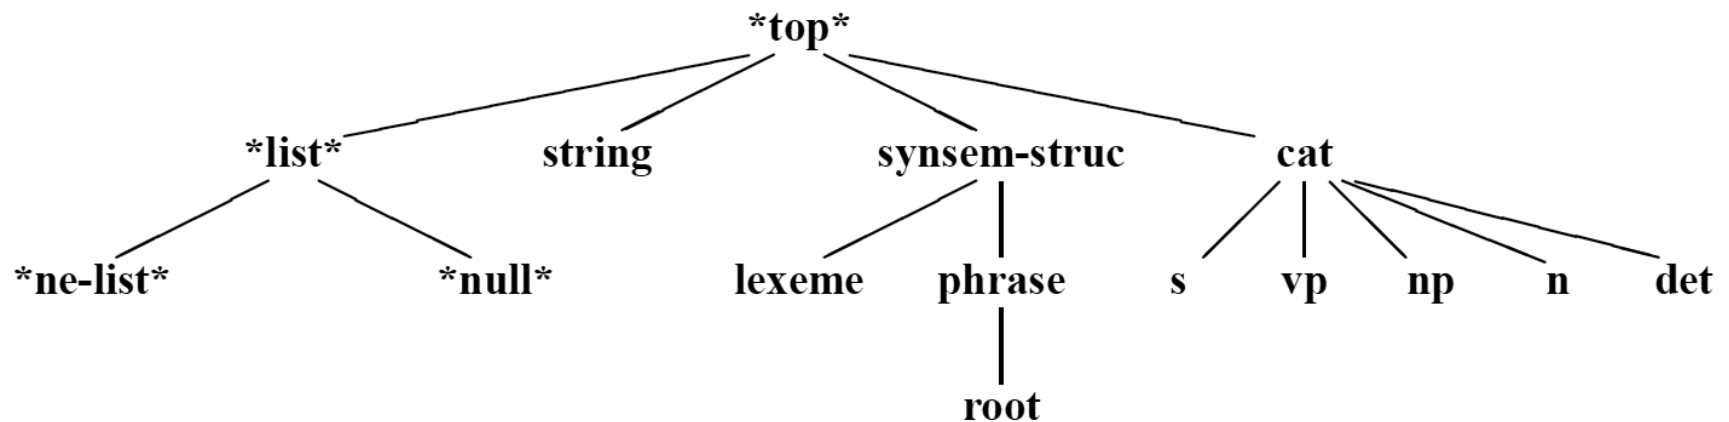 *top*
*list* string synsem-struc cat
*ne-list* *null* lexeme phrase s vp np n det
root